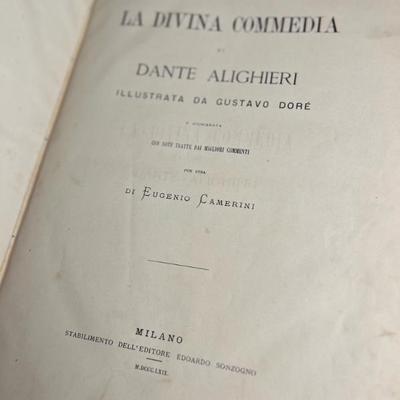 LA DIVINA COMMEDIA
DI
DANTE ALIGHIERI
ILLUSTRATA DA GUSTAVO DORÉ
E DICHIARATA
CON NOTE TRATTE DAI MIGLIORI COMMENTI
PER CURA
DI EUGENIO CAMERINI
MILANO
STABILIMENTO DELL'EDITORE EDOARDO SONZOGNO